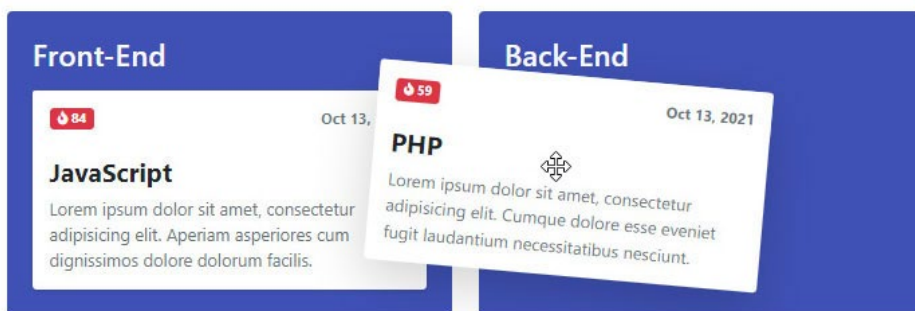 Front-End
84
Oct 13,
JavaScript
Lorem ipsum dolor sit amet, consectetur
adipisicing elit. Aperiam asperiores cum
dignissimos dolore dolorum facilis.
Back-End
59
Oct 13, 2021
PHP
Lorem ipsum dolor sit amet, consectetur
adipisicing elit. Cumque dolore esse eveniet
fugit laudantium necessitatibus nesciunt.